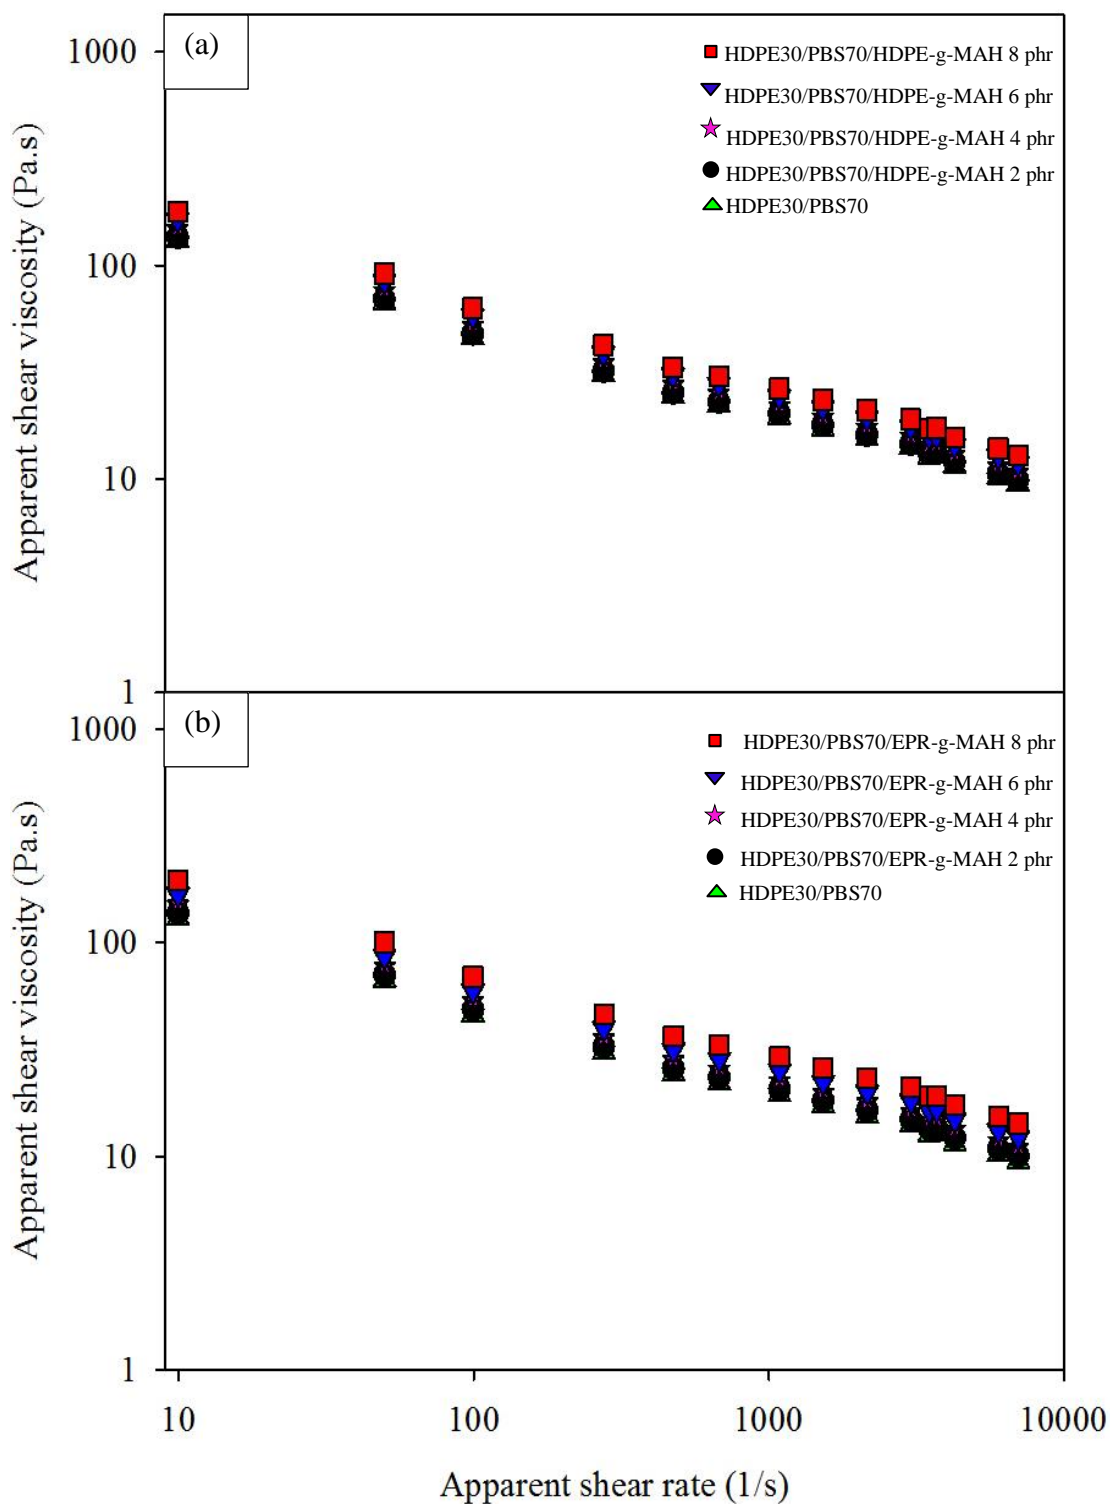 (a)
1000
100
10
1
Apparent shear viscosity (Pa.s)
HDPE30/PBS70/HDPE-g-MAH 8 phr
HDPE30/PBS70/HDPE-g-MAH 6 phr
HDPE30/PBS70/HDPE-g-MAH 4 phr
HDPE30/PBS70/HDPE-g-MAH 2 phr
HDPE30/PBS70
(b)
1000
100
10
1
Apparent shear viscosity (Pa.s)
HDPE30/PBS70/EPR-g-MAH 8 phr
HDPE30/PBS70/EPR-g-MAH 6 phr
HDPE30/PBS70/EPR-g-MAH 4 phr
HDPE30/PBS70/EPR-g-MAH 2 phr
HDPE30/PBS70
10 100 1000 10000
Apparent shear rate (1/s)